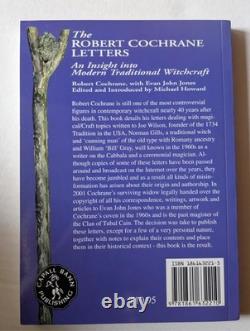 The
ROBERT COCHRANE
LETTERS
An Insight into
Modern Traditional Witchcraft
Robert Cochrane, with Evan John Jones
Edited and Introduced by Michael Howard
Robert Cochrane is still one of the most controversial
figures in contemporary witchcraft nearly 40 years after his
death. This book details his letters dealing with magi-
cal/Craft topics written to Joe Wilson, founder of the 1734
Tradition in the USA, Norman Gills, a traditional witch
and 'cunning man' of the old type with Romany ancestry
and William 'Bill' Gray, well known in the 1960s as a
writer on the Cabbala and a ceremonial magician. Al-
though copies of some of these letters have been passed
around and broadcast on the Internet over the years, they
have become jumbled and as a result all kinds of misin-
formation has arisen about their origin and authorship. In
2001 Cochrane's surviving widow legally handed over the
copyright of all his correspondence, writings, artwork and
articles to Evan John Jones who was a member of
Cochrane's coven in the 1960s and is the past magister of
the Clan of Tubal Cain. The decision was taken to publish
these letters, except for a few of a very personal nature,
together with notes to explain their contents and place
them in their historical context - this book is the result.
CAPALL BANN
PUBLISHING
95
ISBN 186163221-3
9 781861 632210